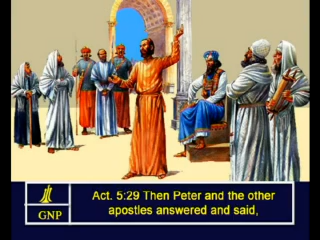 Act. 5:29 Then Peter and the other
apostles answered and said,
GNP